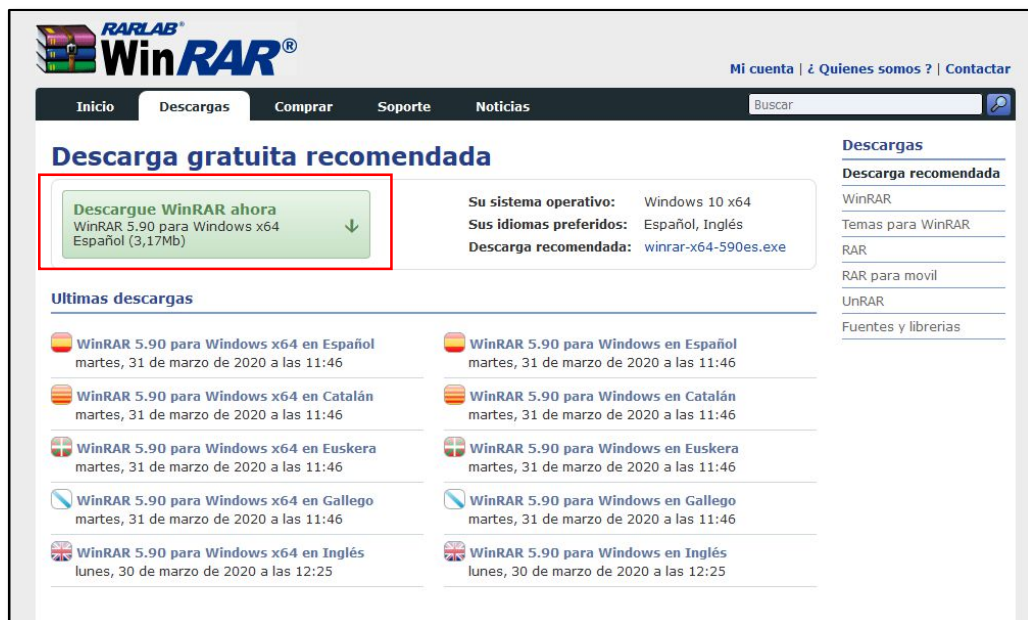 RARLAB®
WinRAR®
Mi cuenta | ¿ Quienes somos ? | Contactar
Inicio Descargas Comprar Soporte Noticias Buscar
Descarga gratuita recomendada
Descargue WinRAR ahora
WinRAR 5.90 para Windows x64
Español (3,17Mb)
Su sistema operativo: Windows 10 x64
Sus idiomas preferidos: Español, Inglés
Descarga recomendada: winrar-x64-590es.exe
Ultimas descargas
WinRAR 5.90 para Windows x64 en Español
martes, 31 de marzo de 2020 a las 11:46
WinRAR 5.90 para Windows en Español
martes, 31 de marzo de 2020 a las 11:46
WinRAR 5.90 para Windows x64 en Catalán
martes, 31 de marzo de 2020 a las 11:46
WinRAR 5.90 para Windows en Catalán
martes, 31 de marzo de 2020 a las 11:46
WinRAR 5.90 para Windows x64 en Euskera
martes, 31 de marzo de 2020 a las 11:46
WinRAR 5.90 para Windows en Euskera
martes, 31 de marzo de 2020 a las 11:46
WinRAR 5.90 para Windows x64 en Gallego
martes, 31 de marzo de 2020 a las 11:46
WinRAR 5.90 para Windows en Gallego
martes, 31 de marzo de 2020 a las 11:46
WinRAR 5.90 para Windows x64 en Inglés
lunes, 30 de marzo de 2020 a las 12:25
WinRAR 5.90 para Windows en Inglés
lunes, 30 de marzo de 2020 a las 12:25
Descargas
Descarga recomendada
WinRAR
Temas para WinRAR
RAR
RAR para movil
UnRAR
Fuentes y librerias